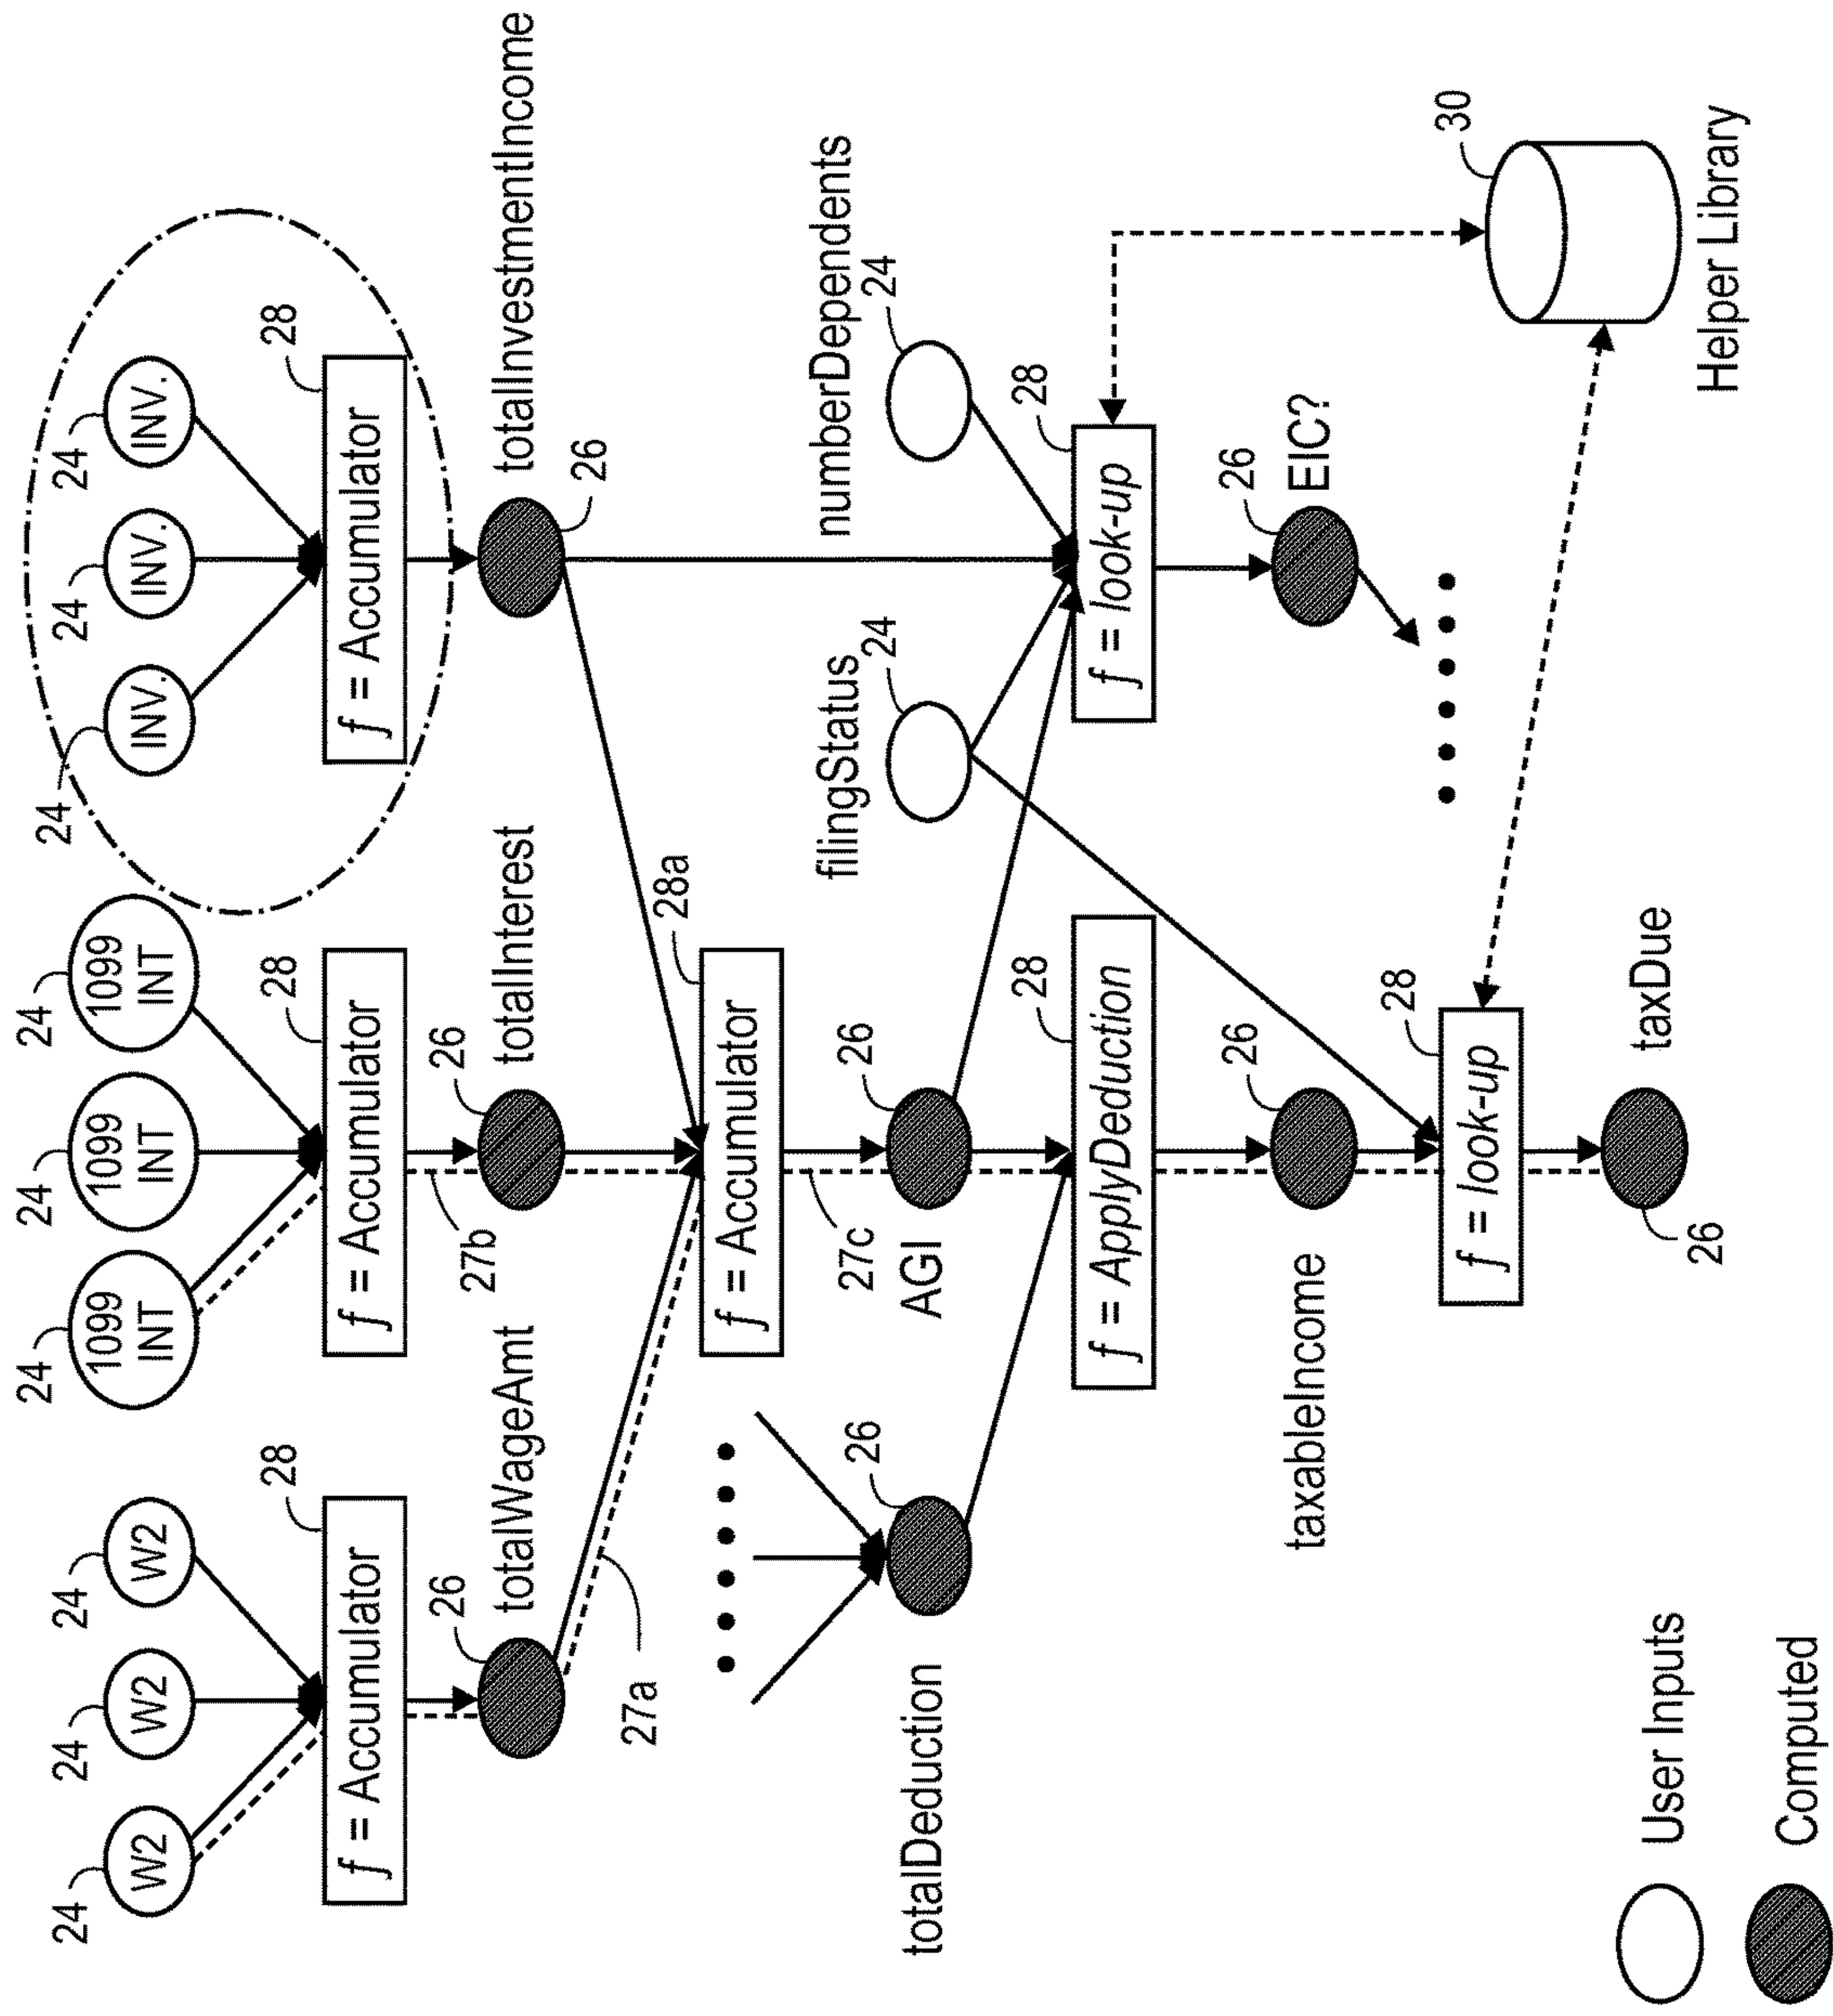 24
24
24
W2
W2
W2
28
f = Accumulator
26
totalWageAmt
27a
24
24
24
1099
INT
1099
INT
1099
INT
28
f = Accumulator
27b
26
totalInterest
24
24
24
INV.
INV.
INV.
28
f = Accumulator
totalInvestmentIncome
26
28a
f = Accumulator
27c
AGI
26
totalDeduction
26
filingStatus
24
numberDependents
24
28
f = ApplyDeduction
28
f = look-up
taxableIncome
26
26
EIC?
28
f = look-up
30
Helper Library
26
taxDue
User Inputs
Computed